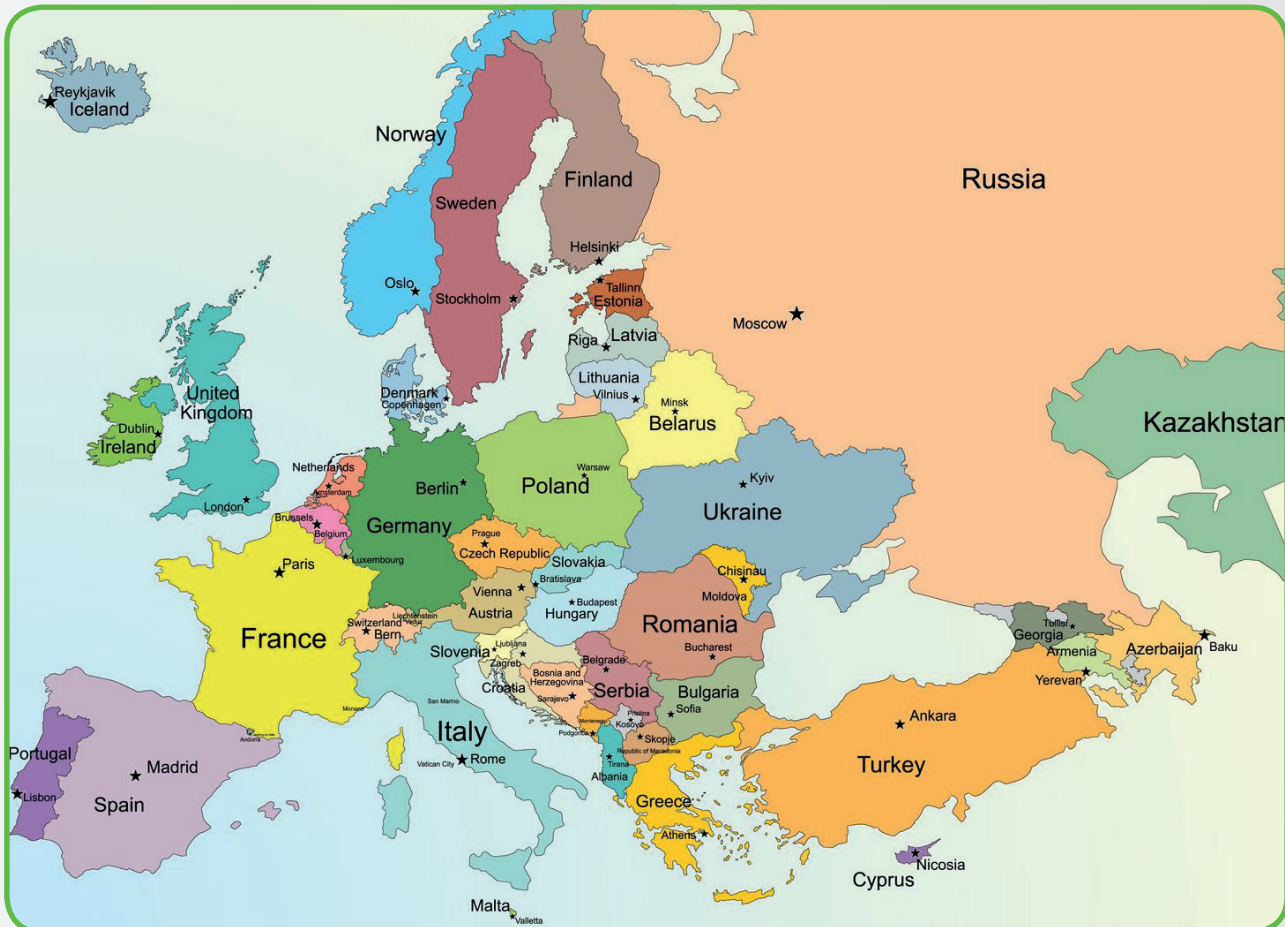 Reykjavik
Iceland
Norway
Sweden
Finland
Russia
Helsinki
Oslo
Stockholm
Tallinn
Estonia
Moscow
Riga
Latvia
Lithuania
Vilnius
Denmark
Copenhagen
Minsk
Belarus
United
Kingdom
Dublin
Ireland
London
Kazakhstan
Netherlands
Amsterdam
Berlin
Germany
Warsaw
Poland
Kyiv
Ukraine
Brussels
Belgium
Luxembourg
Prague
Czech Republic
Slovakia
Bratislava
Vienna
Austria
Budapest
Hungary
Chisinau
Moldova
Paris
France
Liechtenstein
Vaduz
Switzerland
Bern
Slovenia
Ljubljana
Zagreb
Croatia
Romania
Bucharest
Belgrade
Serbia
Bosnia and
Herzegovina
Sarajevo
Bulgaria
Sofia
Tbilisi
Georgia
Armenia
Yerevan
Azerbaijan
Baku
Monaco
San Marino
Italy
Vatican City
Rome
Montenegro
Podgorica
Pristina
Kosovo
Skopje
Republic of Macedonia
Tirana
Albania
Andorra
Portugal
Lisbon
Madrid
Spain
Greece
Athens
Ankara
Turkey
Nicosia
Cyprus
Malta
Valletta